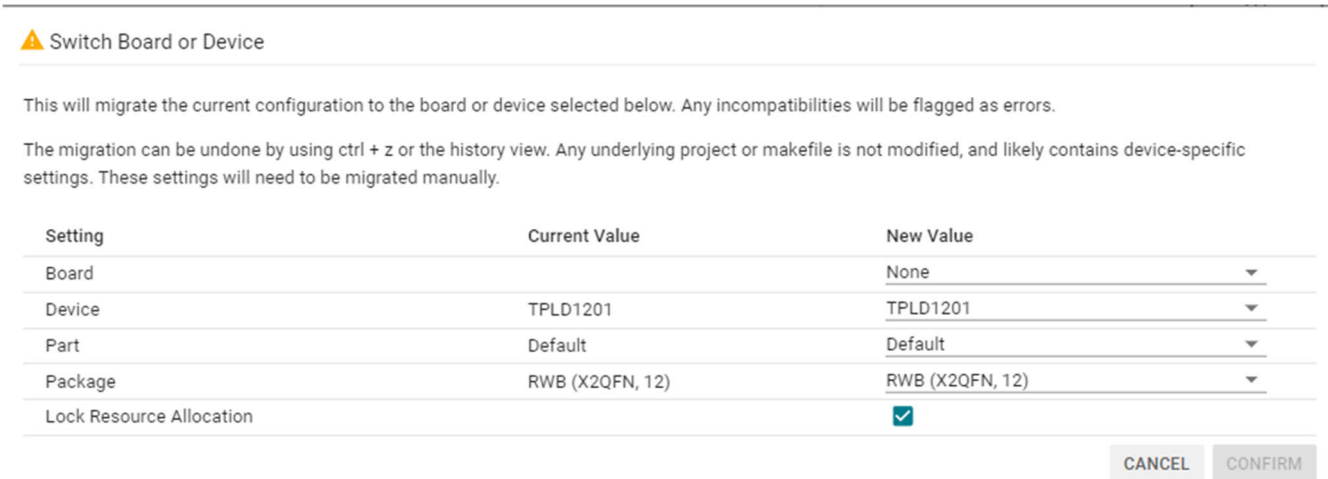 Switch Board or Device
This will migrate the current configuration to the board or device selected below. Any incompatibilities will be flagged as errors.
The migration can be undone by using ctrl + z or the history view. Any underlying project or makefile is not modified, and likely contains device-specific
settings. These settings will need to be migrated manually.
Setting Current Value New Value
Board None
Device TPLD1201 TPLD1201
Part Default Default
Package RWB (X2QFN, 12) RWB (X2QFN, 12)
Lock Resource Allocation
CANCEL CONFIRM